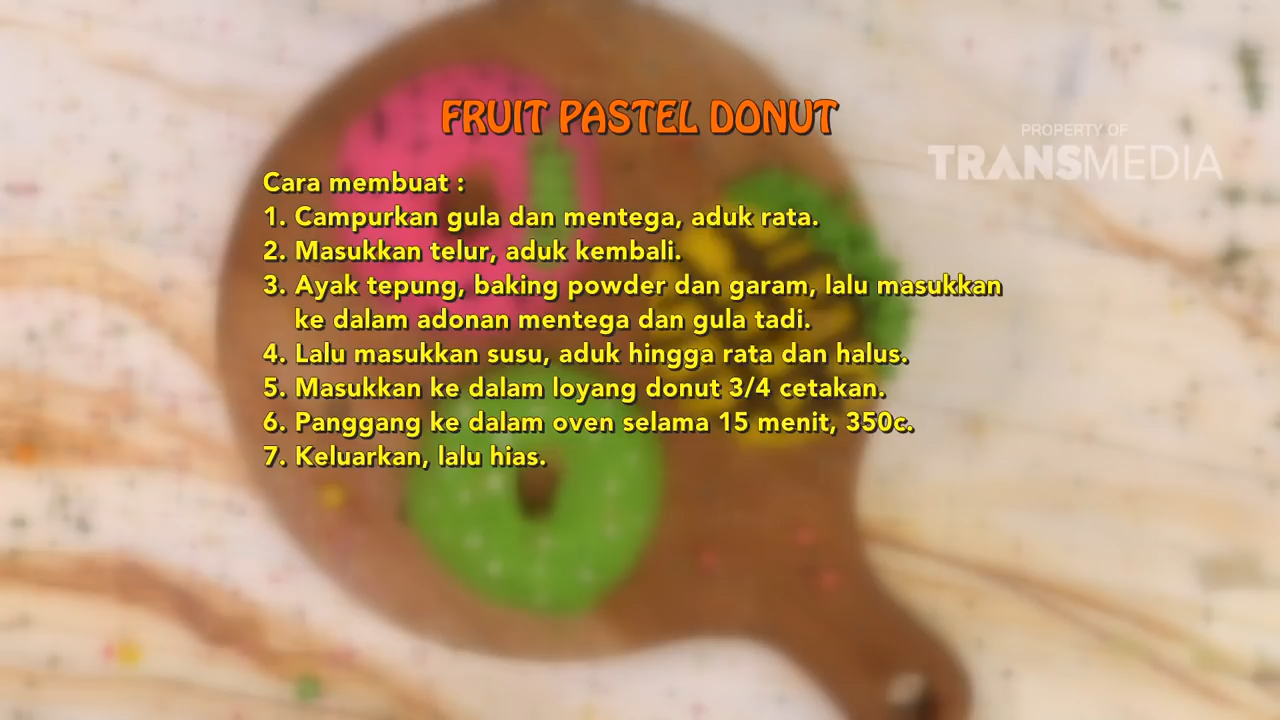 FRUIT PASTEL DONUT
PROPERTY OF
TRANSMEDIA
Cara membuat :
1. Campurkan gula dan mentega, aduk rata.
2. Masukkan telur, aduk kembali.
3. Ayak tepung, baking powder dan garam, lalu masukkan
ke dalam adonan mentega dan gula tadi.
4. Lalu masukkan susu, aduk hingga rata dan halus.
5. Masukkan ke dalam loyang donut 3/4 cetakan.
6. Panggang ke dalam oven selama 15 menit, 350c.
7. Keluarkan, lalu hias.